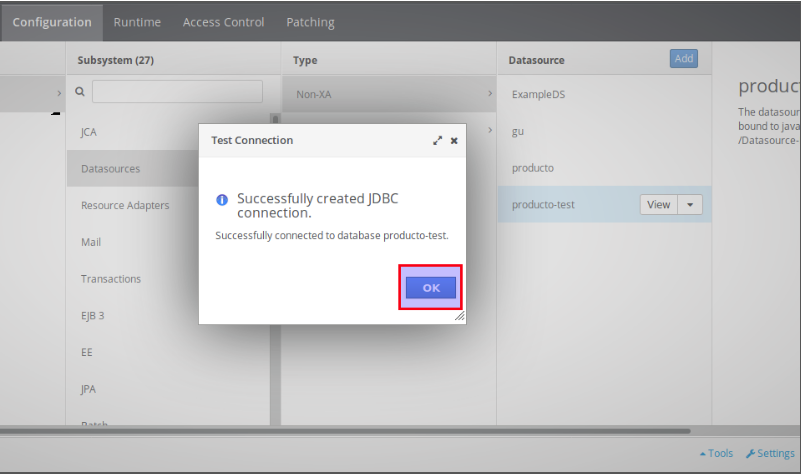 Configuration Runtime Access Control Patching
Subsystem (27) Type Datasource Add
Non-XA ExampleDS
JCA gu
Datasources producto
Resource Adapters producto-test View
Mail
Transactions
EJB 3
EE
JPA
Test Connection
Successfully created JDBC
connection.
Successfully connected to database producto-test.
OK
The datasour
bound to java
/Datasource-
Tools Settings